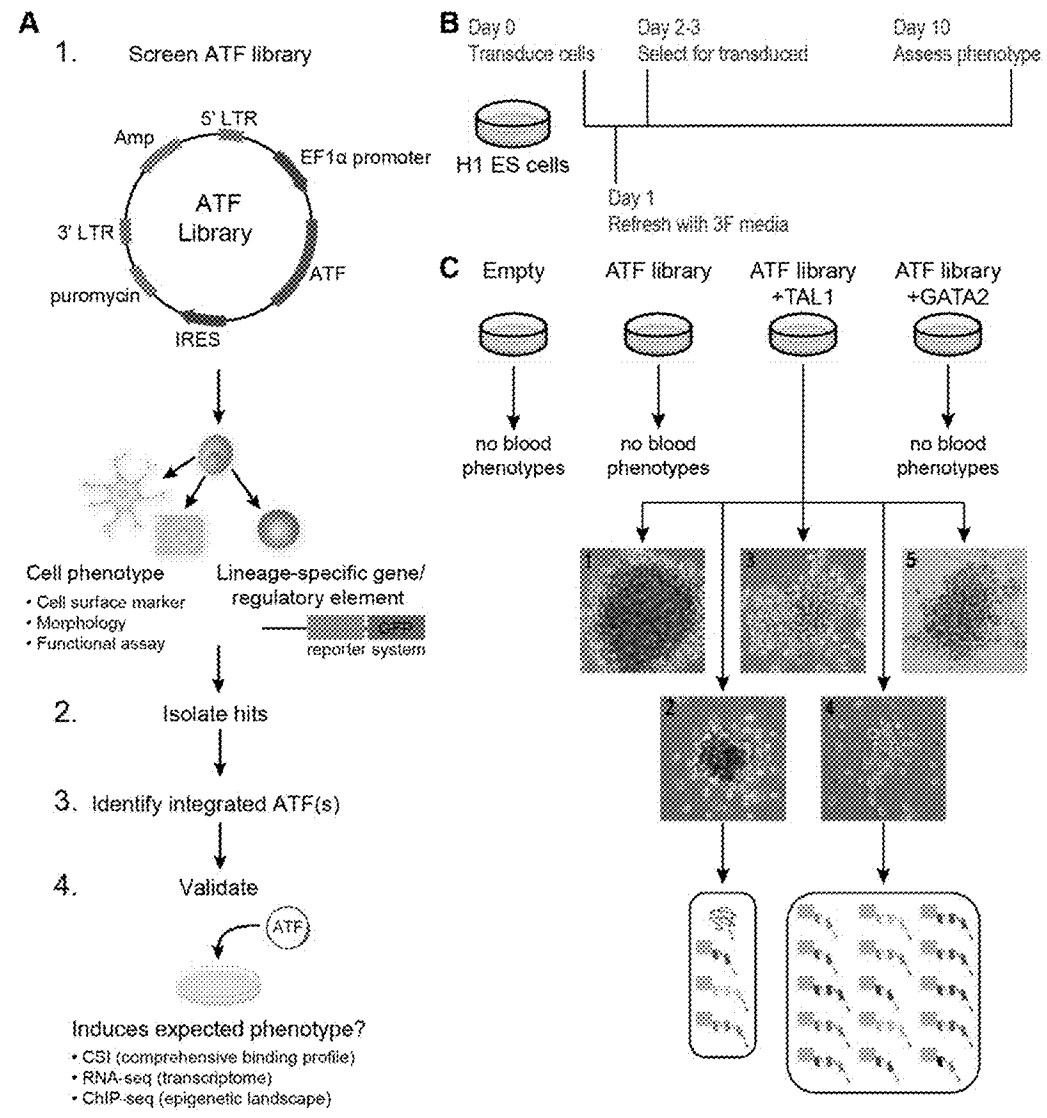 A
1.
Screen ATF library
5' LTR
Amp
EF1α promoter
ATF
Library
3' LTR
ATF
puromycin
IRES
Cell phenotype
• Cell surface marker
• Morphology
• Functional assay
Lineage-specific gene/
regulatory element
GFP
reporter system
2.
Isolate hits
3. Identify integrated ATF(s)
4.
Validate
ATF
Induces expected phenotype?
• CSI (comprehensive binding profile)
• RNA-seq (transcriptome)
• ChIP-seq (epigenetic landscape)
B
Day 0
Transduce cells
Day 2-3
Select for transduced
Day 10
Assess phenotype
H1 ES cells
Day 1
Refresh with 3F media
C
Empty
ATF library
ATF library
+TAL1
ATF library
+GATA2
no blood
phenotypes
no blood
phenotypes
no blood
phenotypes
1
3
5
2
4